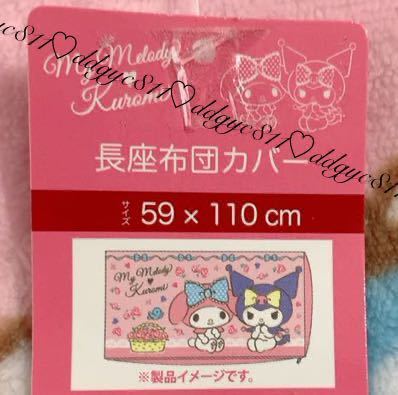 My Melody
Kuromi
ddgyc811♡ddgyc811♡ddgyc811♡ddgyc811
長座布団カバー
サイズ 59 × 110 cm
My Melody
♥
Kuromi
※製品イメージです。